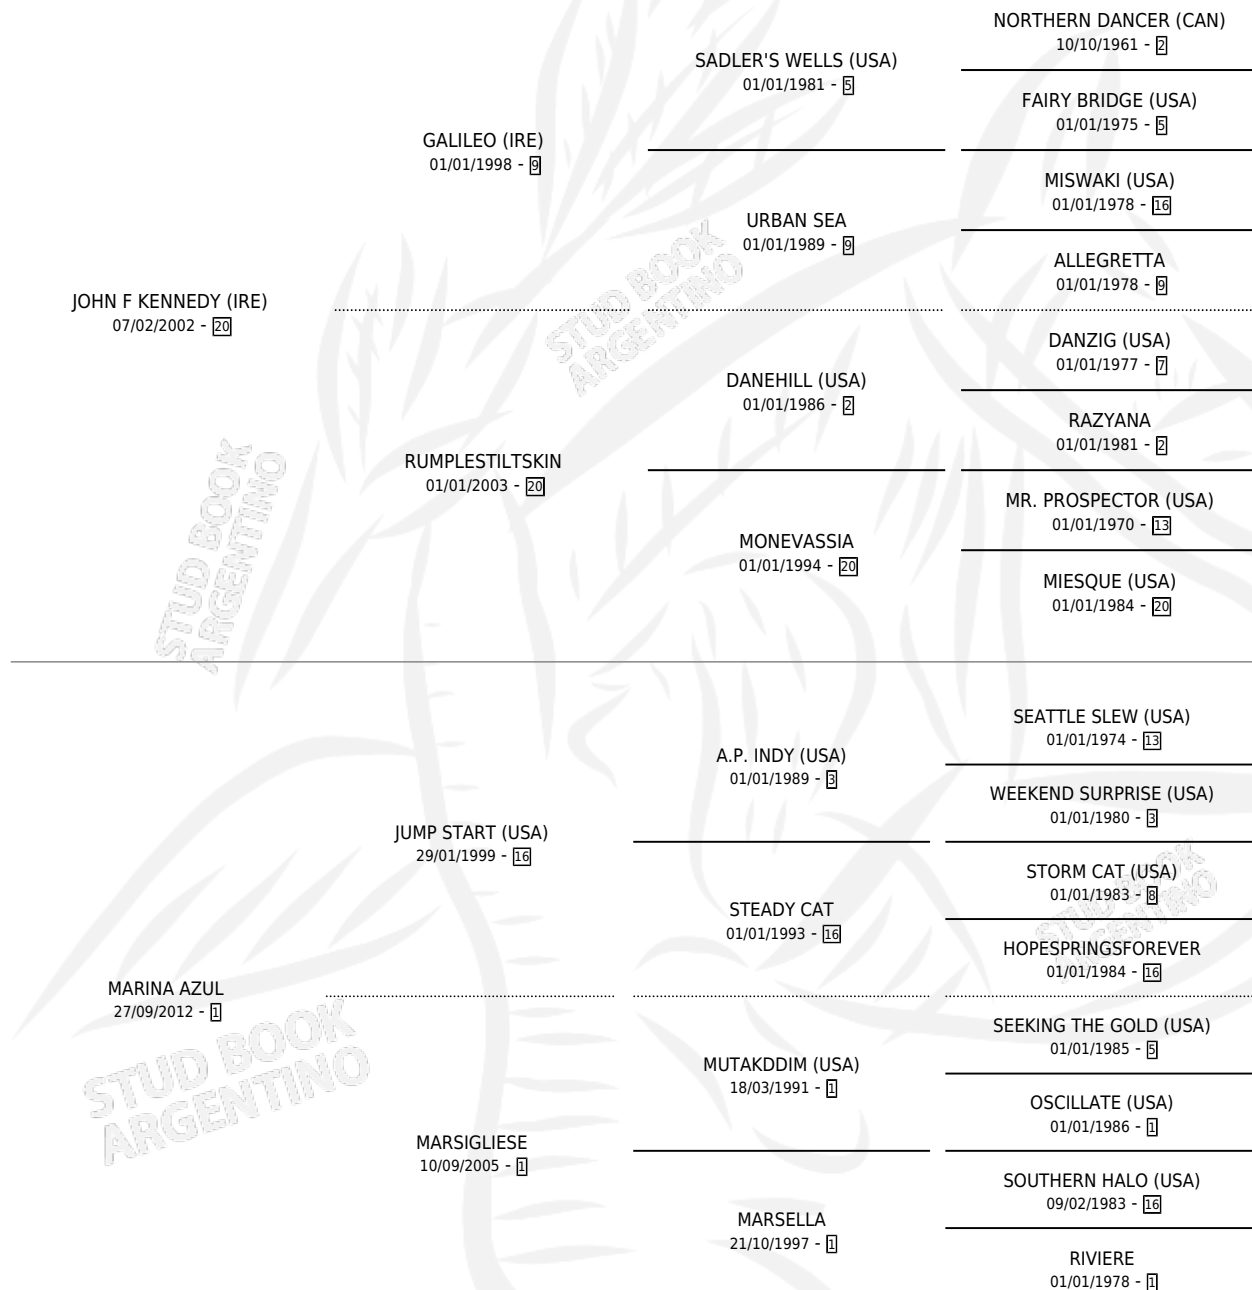 NORTHERN DANCER (CAN)
10/10/1961 - 2
SADLER'S WELLS (USA)
01/01/1981 - 5
FAIRY BRIDGE (USA)
01/01/1975 - 5
GALILEO (IRE)
01/01/1998 - 9
MISWAKI (USA)
01/01/1978 - 16
URBAN SEA
01/01/1989 - 9
ALLEGRETTA
01/01/1978 - 9
JOHN F KENNEDY (IRE)
07/02/2002 - 20
DANZIG (USA)
01/01/1977 - 7
DANEHILL (USA)
01/01/1986 - 2
RAZYANA
01/01/1981 - 2
RUMPLESTILTSKIN
01/01/2003 - 20
MR. PROSPECTOR (USA)
01/01/1970 - 13
MONEVASSIA
01/01/1994 - 20
MIESQUE (USA)
01/01/1984 - 20
SEATTLE SLEW (USA)
01/01/1974 - 13
A.P. INDY (USA)
01/01/1989 - 3
WEEKEND SURPRISE (USA)
01/01/1980 - 3
JUMP START (USA)
29/01/1999 - 16
STORM CAT (USA)
01/01/1983 - 8
STEADY CAT
01/01/1993 - 16
HOPESPRINGSFOREVER
01/01/1984 - 16
MARINA AZUL
27/09/2012 - 1
SEEKING THE GOLD (USA)
01/01/1985 - 5
MUTAKDDIM (USA)
18/03/1991 - 1
OSCILLATE (USA)
01/01/1986 - 1
MARSIGLIESE
10/09/2005 - 1
SOUTHERN HALO (USA)
09/02/1983 - 16
MARSELLA
21/10/1997 - 1
RIVIERE
01/01/1978 - 1
STUD BOOK
ARGENTINO
STUD BOOK
ARGENTINO
STUD BOOK
ARGENTINO
STUD BOOK
ARGENTINO